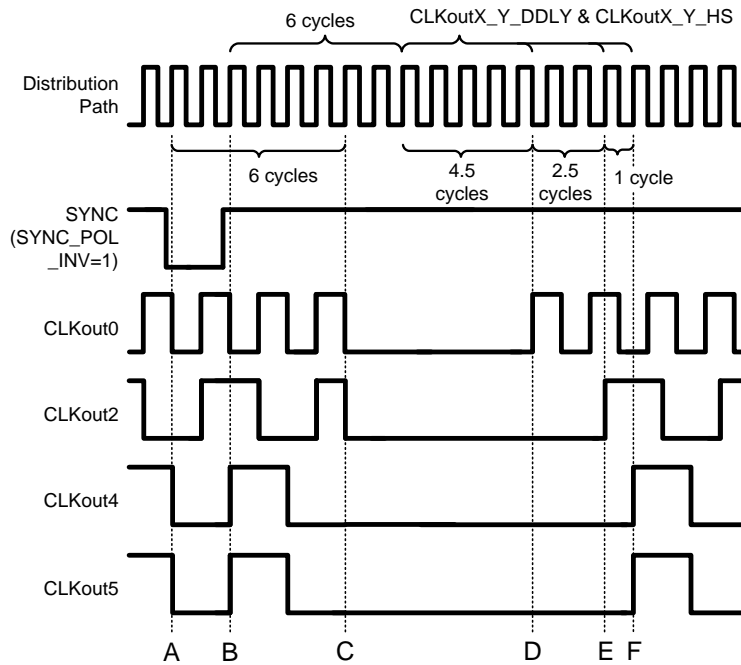 6 cycles
CLKoutX_Y_DDLY & CLKoutX_Y_HS
Distribution
Path
6 cycles
4.5
cycles
2.5
cycles
1 cycle
SYNC
(SYNC_POL
_INV=1)
CLKout0
CLKout2
CLKout4
CLKout5
A B C D E F